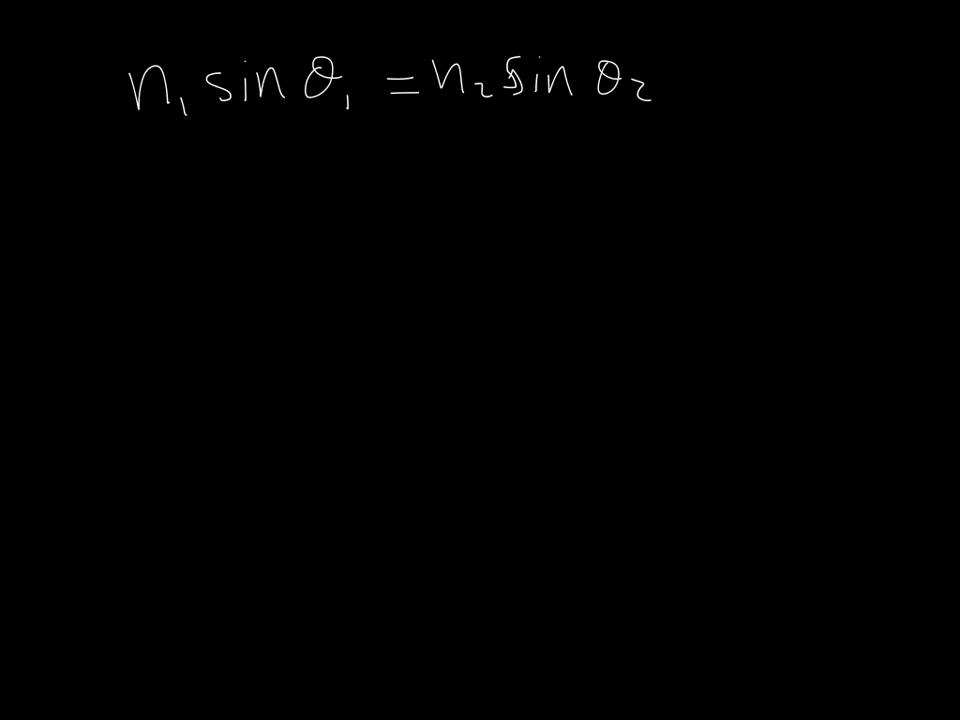 n₁ sin θ₁ = n₂ sin θ₂